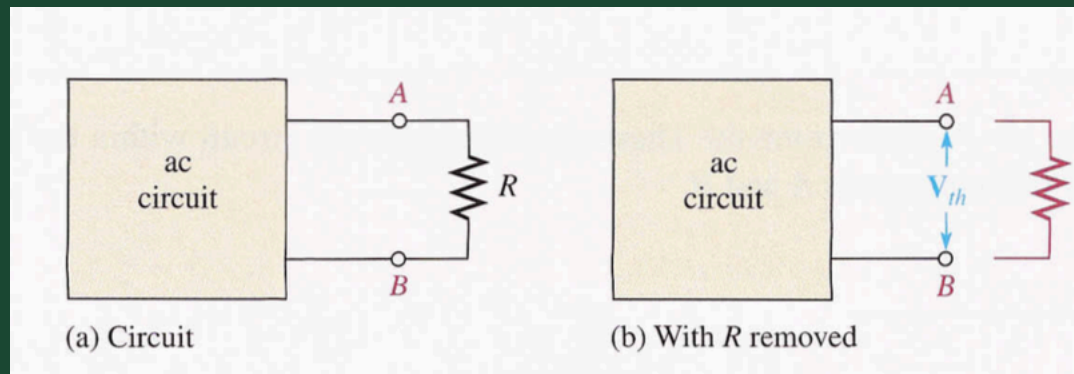 A
ac
circuit
R
B
(a) Circuit
A
ac
circuit
V_th
B
(b) With R removed